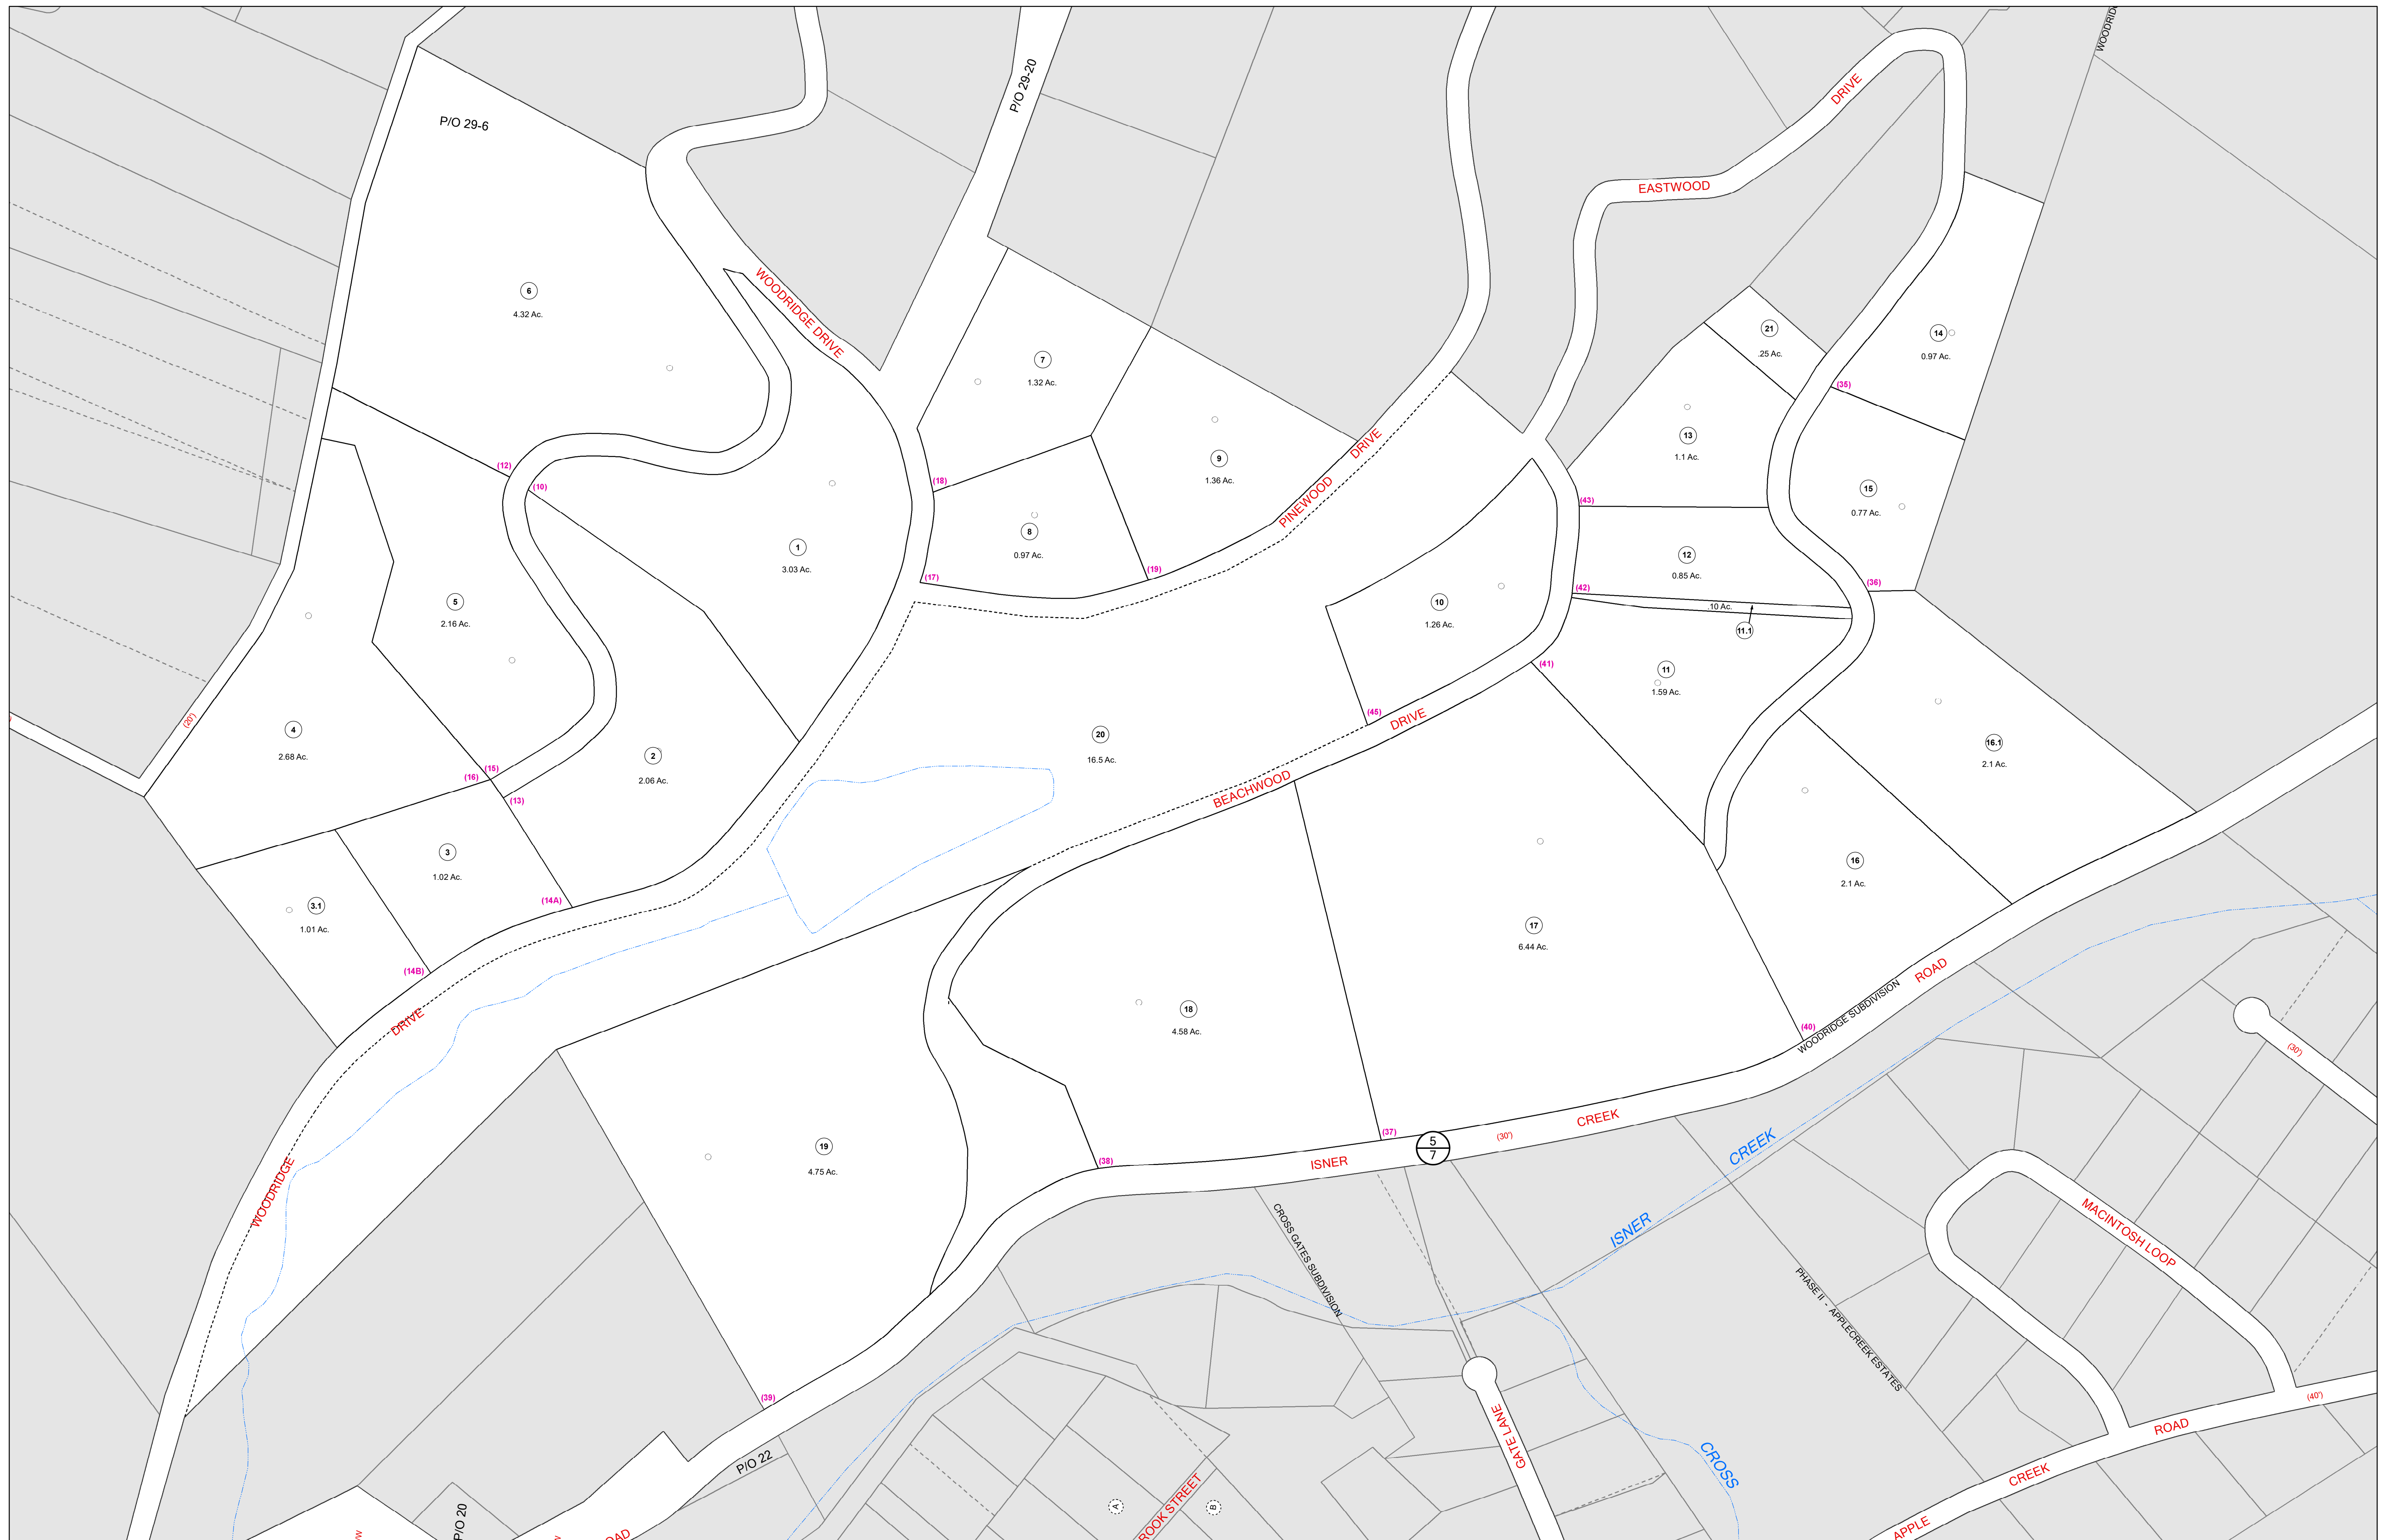 WOODRIDG
P/O 29-20
P/O 29-6
DRIVE
EASTWOOD
6
4.32 Ac.
WOODRIDGE DRIVE
21
.25 Ac.
14
0.97 Ac.
7
1.32 Ac.
(35)
13
1.1 Ac.
DRIVE
9
1.36 Ac.
(12)
(10)
(18)
PINEWOOD
(43)
15
0.77 Ac.
8
0.97 Ac.
1
3.03 Ac.
12
0.85 Ac.
(17)
(19)
(42)
(36)
5
2.16 Ac.
10
1.26 Ac.
.10 Ac.
11.1
(41)
11
1.59 Ac.
(20')
4
2.68 Ac.
(45)
DRIVE
20
16.5 Ac.
16.1
2.1 Ac.
2
2.06 Ac.
(16)
(15)
(13)
BEACHWOOD
3
1.02 Ac.
16
2.1 Ac.
3.1
1.01 Ac.
(14A)
17
6.44 Ac.
(14B)
ROAD
18
4.58 Ac.
WOODRIDGE SUBDIVISION
DRIVE
(40)
(30')
CREEK
(37)
5
7
(30')
ISNER
(38)
CREEK
19
4.75 Ac.
WOODRIDGE
ISNER
MACINTOSH LOOP
CROSS GATES SUBDIVISION
PHASE II - APPLECREEK ESTATES
(39)
(40')
GATE LANE
ROAD
P/O 22
CROSS
CREEK
A
B
ROOK STREET
P/O 20
W
W
OAD
APPLE